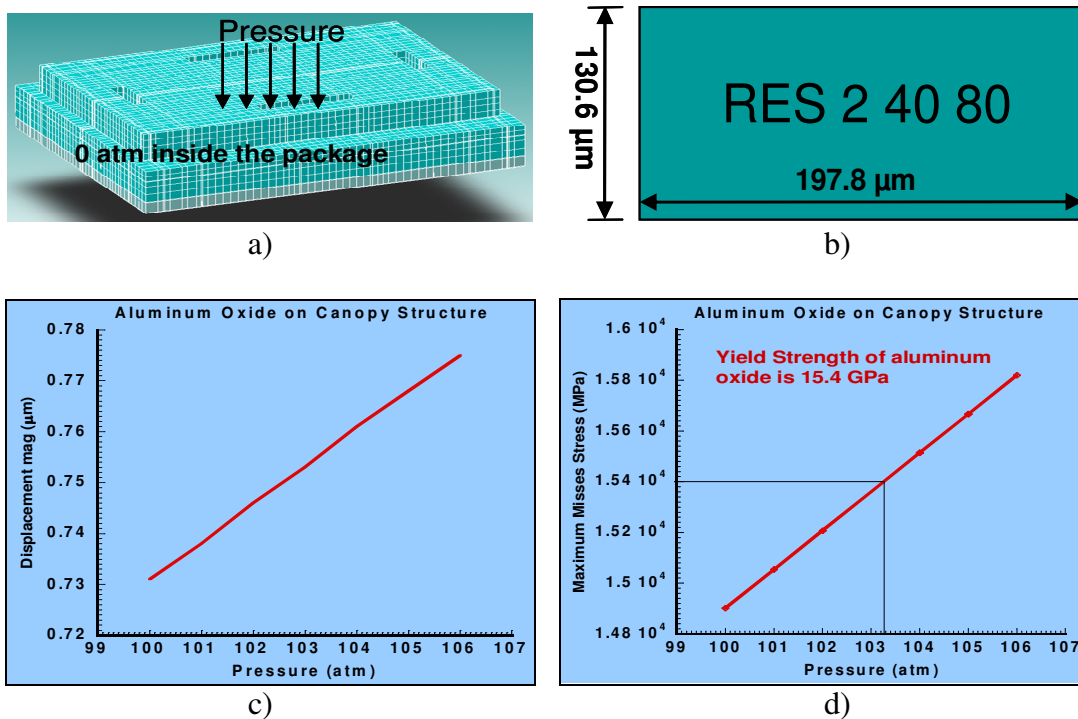 Pressure
0 atm inside the package
a)
130.6 µm
RES 2 40 80
197.8 µm
b)
Aluminum Oxide on Canopy Structure
Displacement mag (µm)
0.78
0.77
0.76
0.75
0.74
0.73
0.72
99 100 101 102 103 104 105 106 107
Pressure (atm)
c)
Aluminum Oxide on Canopy Structure
Yield Strength of aluminum
oxide is 15.4 GPa
Maximum Misses Stress (MPa)
1.6 10⁴
1.58 10⁴
1.56 10⁴
1.54 10⁴
1.52 10⁴
1.5 10⁴
1.48 10⁴
99 100 101 102 103 104 105 106 107
Pressure (atm)
d)